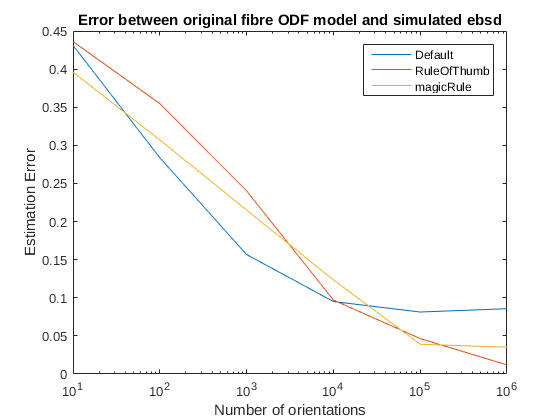 Error between original fibre ODF model and simulated ebsd
0.45
0.4
0.35
0.3
0.25
0.2
0.15
0.1
0.05
0
Estimation Error
Default
RuleOfThumb
magicRule
10^1 10^2 10^3 10^4 10^5 10^6
Number of orientations